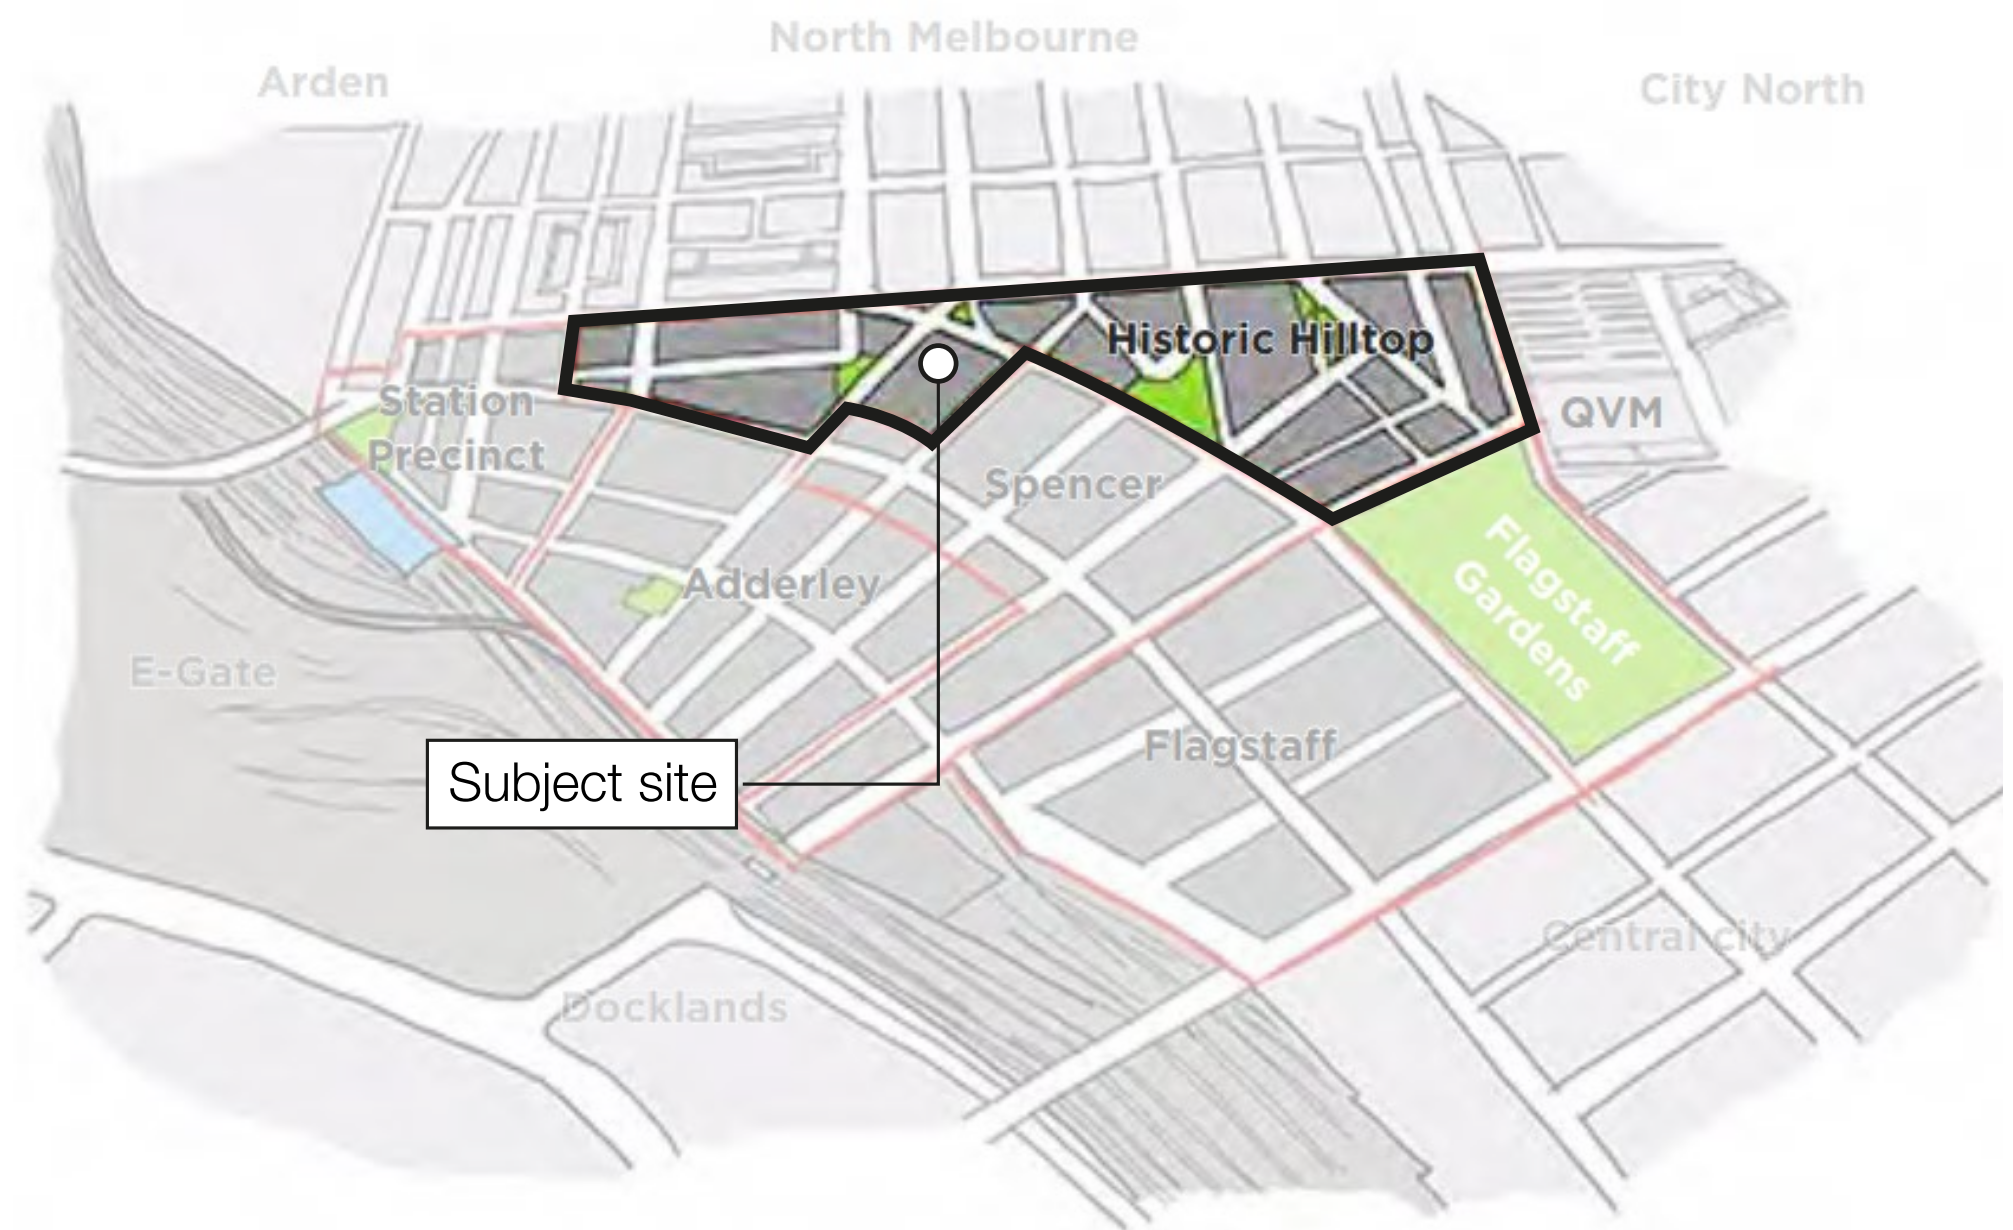 North Melbourne
Arden
City North
Historic Hilltop
Station
Precinct
QVM
Spencer
Flagstaff
Gardens
Adderley
E-Gate
Flagstaff
Subject site
Central city
Docklands